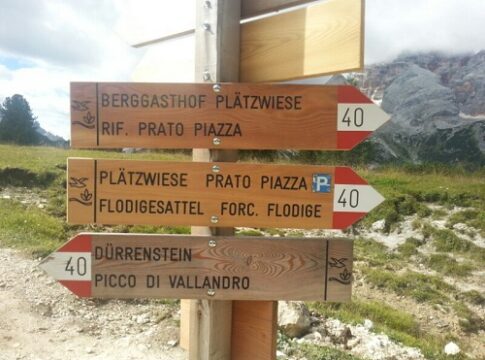 BERGGASTHOF PLÄTZWIESE
RIF. PRATO PIAZZA
40
PLÄTZWIESE PRATO PIAZZA P
FLODIGESATTEL FORC. FLODIGE
40
40
DÜRRENSTEIN
PICCO DI VALLANDRO